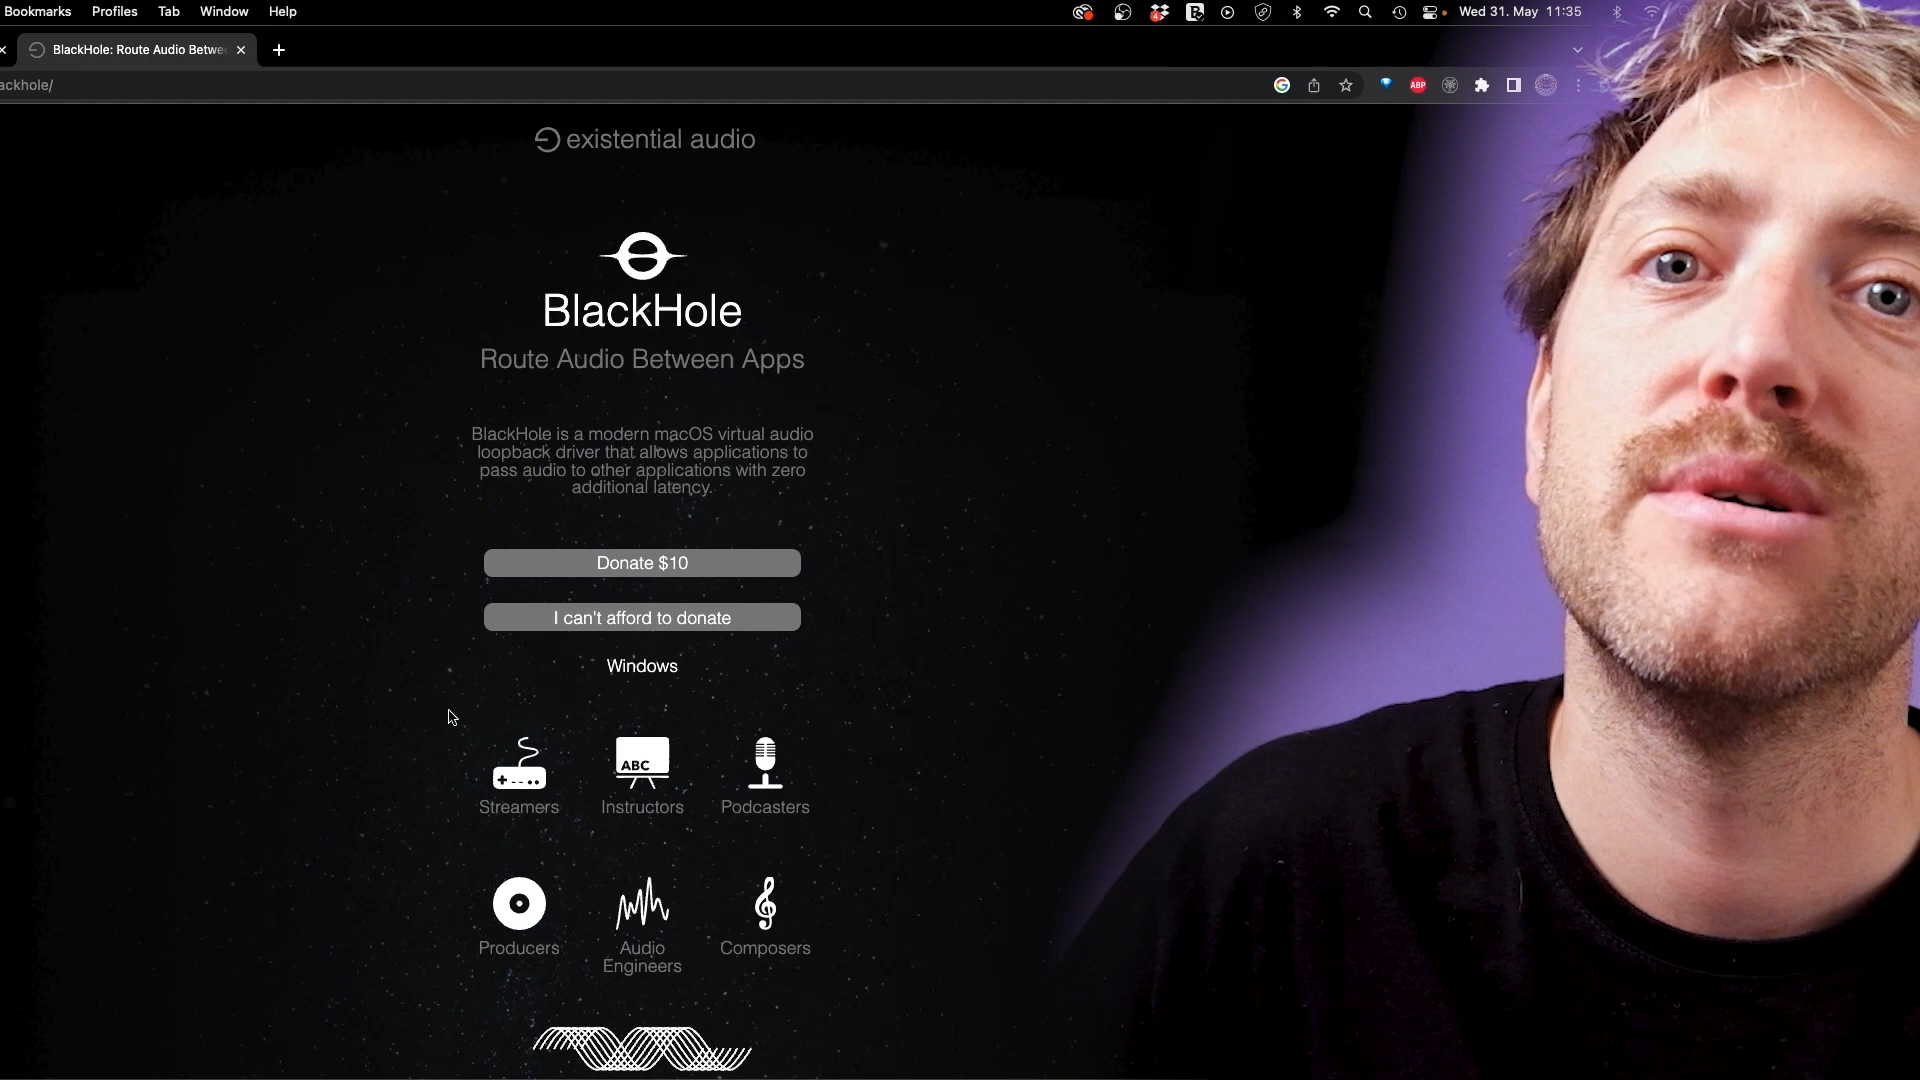 Bookmarks Profiles Tab Window Help
4
Wed 31. May 11:35
BlackHole: Route Audio Betwe
ackhole/
ABP
existential audio
BlackHole
Route Audio Between Apps
BlackHole is a modern macOS virtual audio
loopback driver that allows applications to
pass audio to other applications with zero
additional latency.
Donate $10
I can't afford to donate
Windows
ABC
Streamers Instructors Podcasters
Producers Audio Engineers Composers